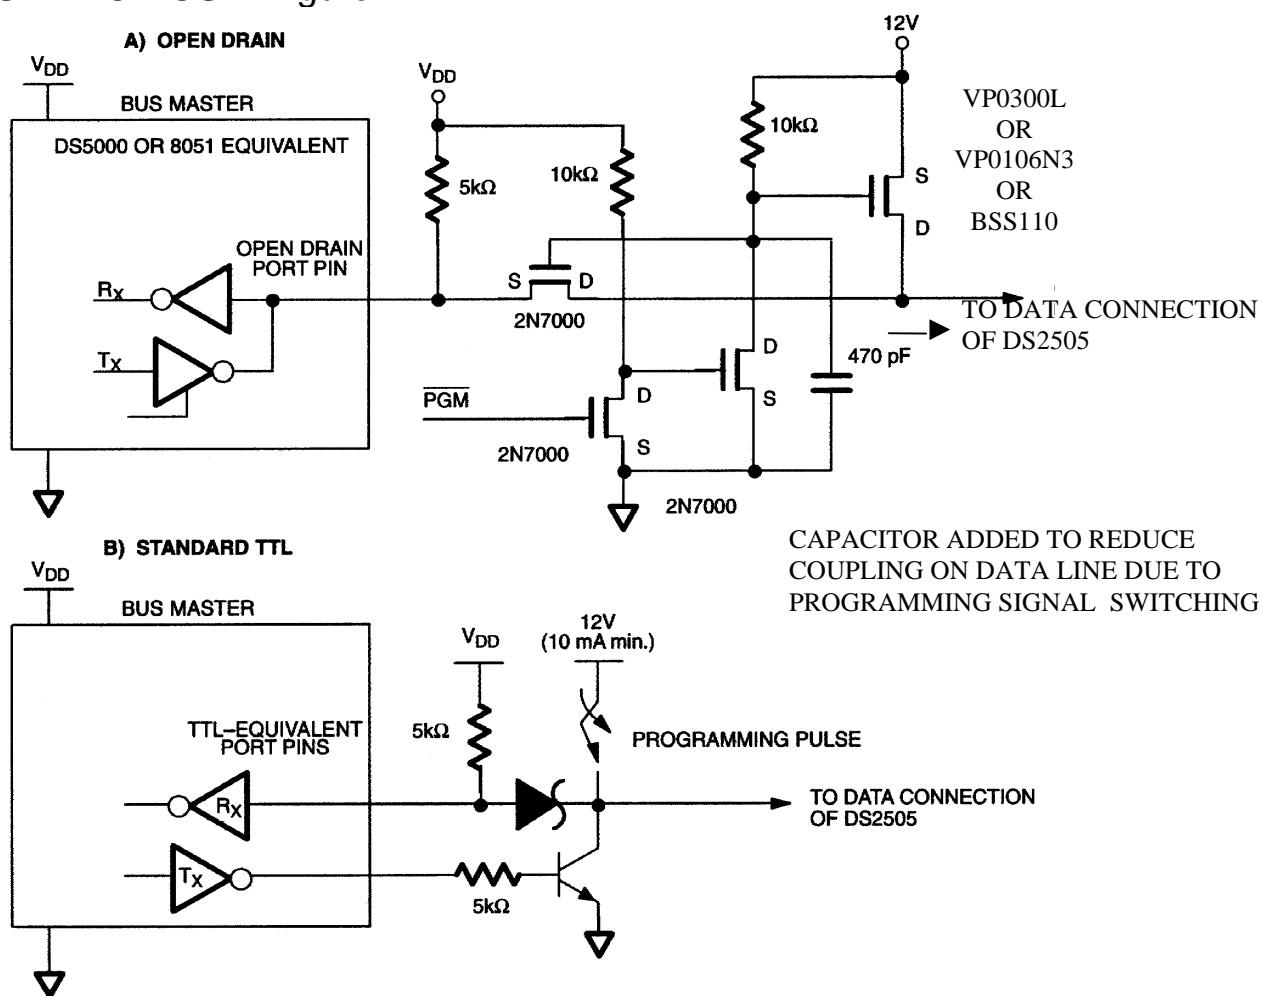 A) OPEN DRAIN
VDD
BUS MASTER
DS5000 OR 8051 EQUIVALENT
OPEN DRAIN
PORT PIN
RX
TX
VDD
5kΩ
10kΩ
S
D
2N7000
PGM
D
S
2N7000
12V
10kΩ
S
D
VP0300L
OR
VP0106N3
OR
BSS110
TO DATA CONNECTION
OF DS2505
D
S
470 pF
2N7000
CAPACITOR ADDED TO REDUCE
COUPLING ON DATA LINE DUE TO
PROGRAMMING SIGNAL SWITCHING
B) STANDARD TTL
VDD
BUS MASTER
TTL–EQUIVALENT
PORT PINS
RX
TX
VDD
5kΩ
12V
(10 mA min.)
PROGRAMMING PULSE
TO DATA CONNECTION
OF DS2505
5kΩ